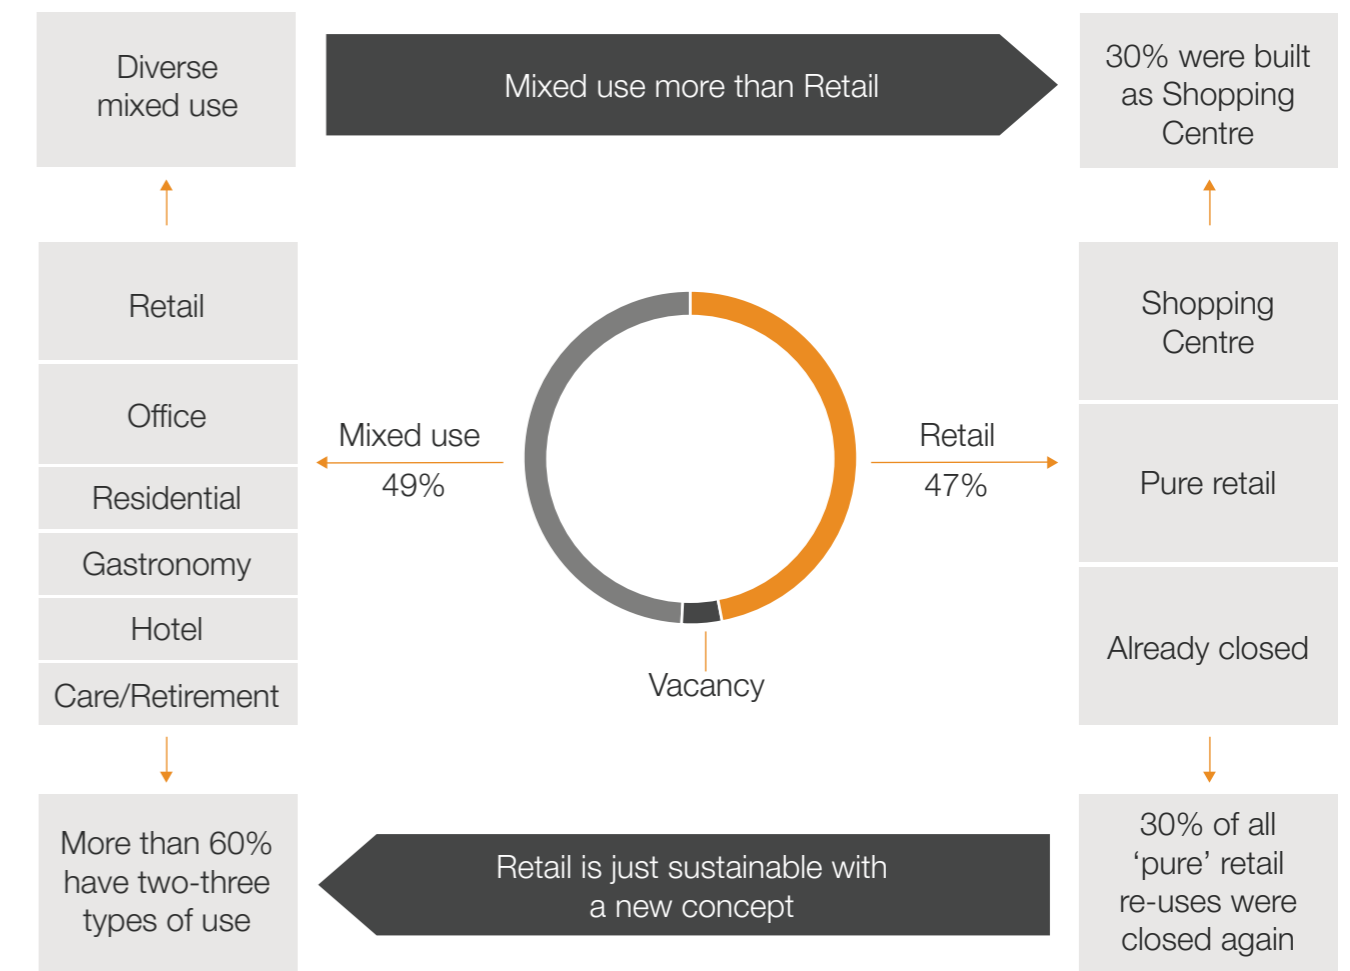 Diverse
mixed use
Mixed use more than Retail
30% were built
as Shopping
Centre
Retail
Office
Residential
Gastronomy
Hotel
Care/Retirement
Mixed use
49%
Retail
47%
Vacancy
Shopping
Centre
Pure retail
Already closed
More than 60%
have two-three
types of use
Retail is just sustainable with
a new concept
30% of all
‘pure’ retail
re-uses were
closed again